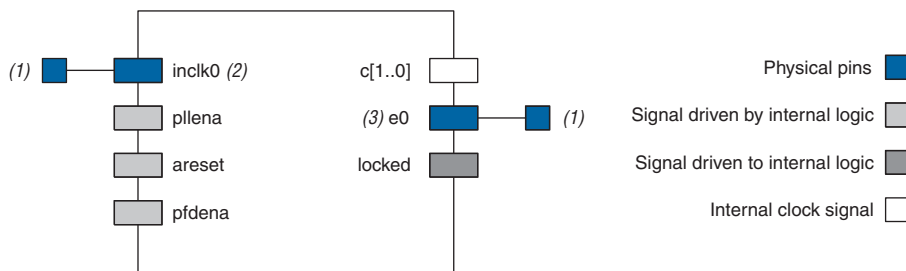 (1) inclk0 (2) c[1..0] Physical pins
pllena (3) e0 (1) Signal driven by internal logic
areset locked Signal driven to internal logic
pfdena Internal clock signal